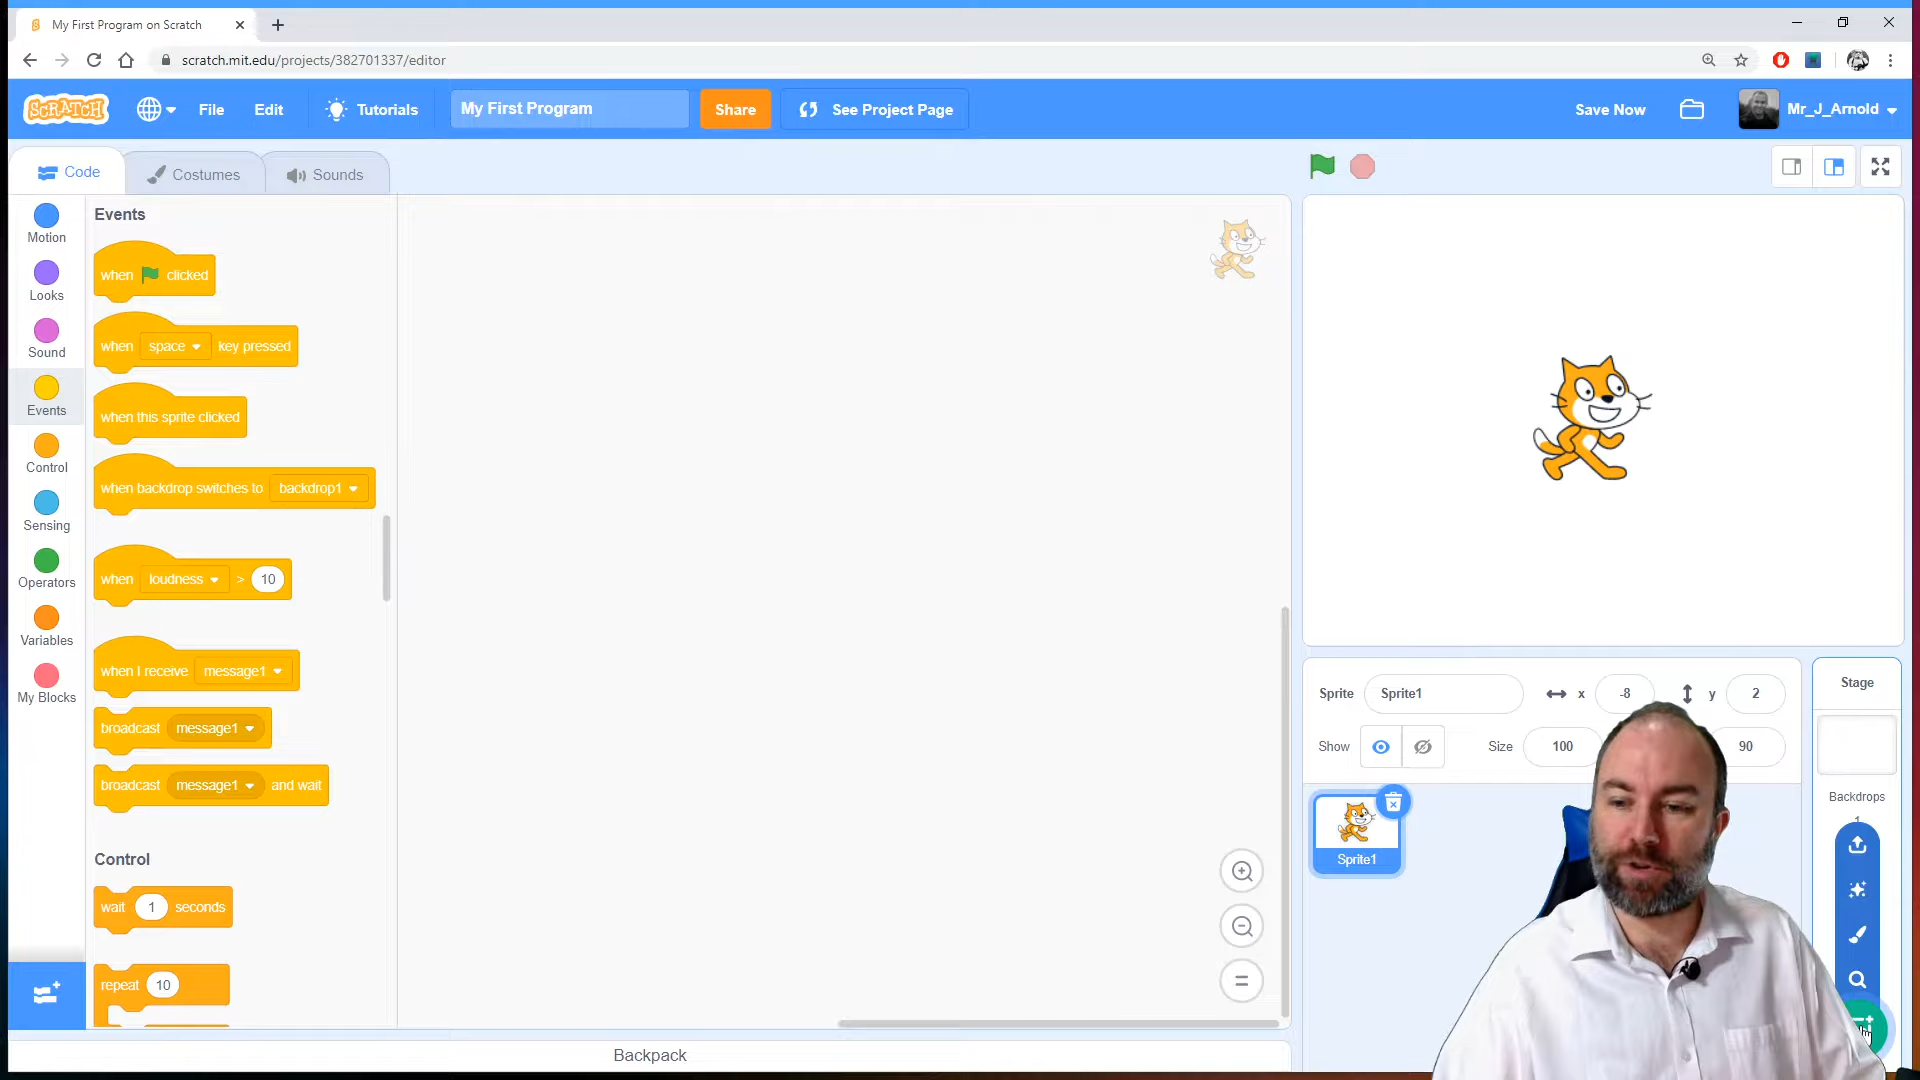 My First Program on Scratch
scratch.mit.edu/projects/382701337/editor
SCRATCH
File
Edit
Tutorials
My First Program
Share
See Project Page
Save Now
Mr_J_Arnold
Code
Costumes
Sounds
Motion
Looks
Sound
Events
Control
Sensing
Operators
Variables
My Blocks
Events
when clicked
when space key pressed
when this sprite clicked
when backdrop switches to backdrop1
when loudness > 10
when I receive message1
broadcast message1
broadcast message1 and wait
Control
wait 1 seconds
repeat 10
Backpack
Sprite Sprite1 x -8 y 2
Show Size 100 90
Sprite1
Stage
Backdrops